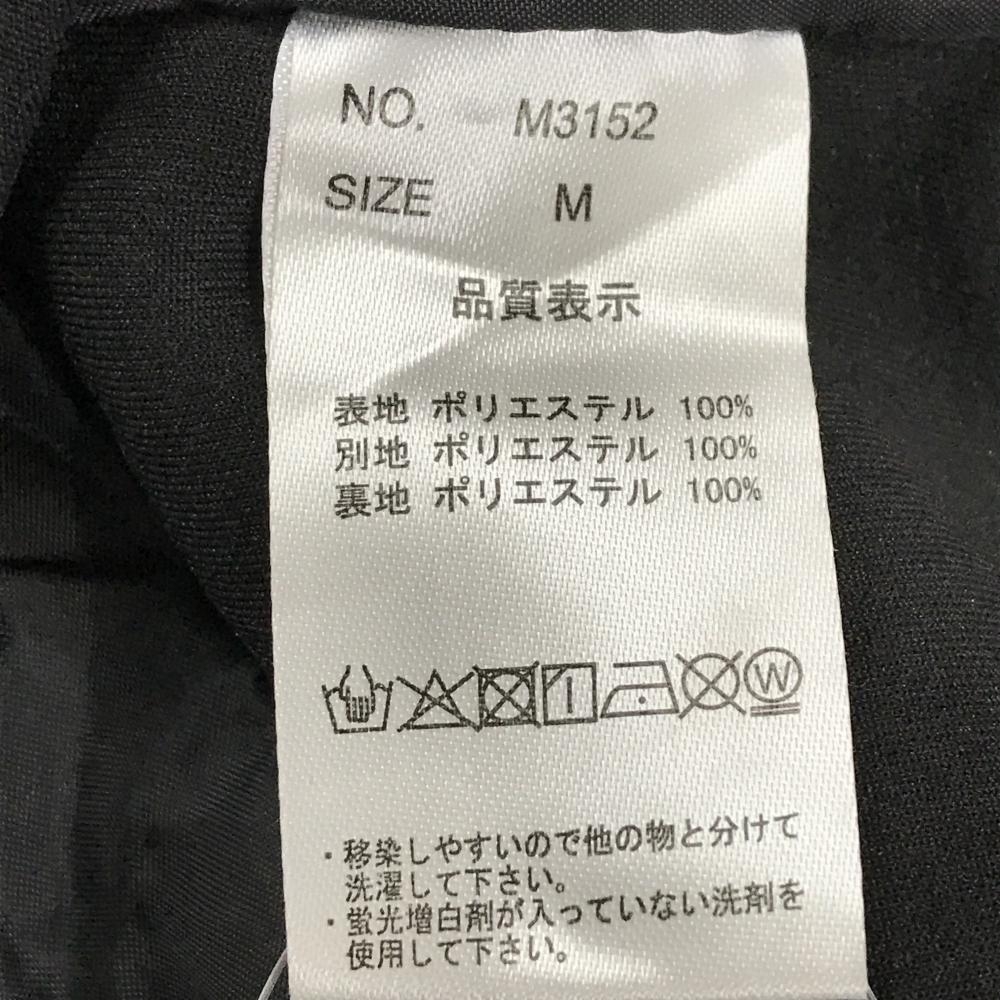 NO. M3152
SIZE M
品質表示
表地 ポリエステル 100%
別地 ポリエステル 100%
裏地 ポリエステル 100%
W
・移染しやすいので他の物と分けて
洗濯して下さい。
・蛍光増白剤が入っていない洗剤を
使用して下さい。